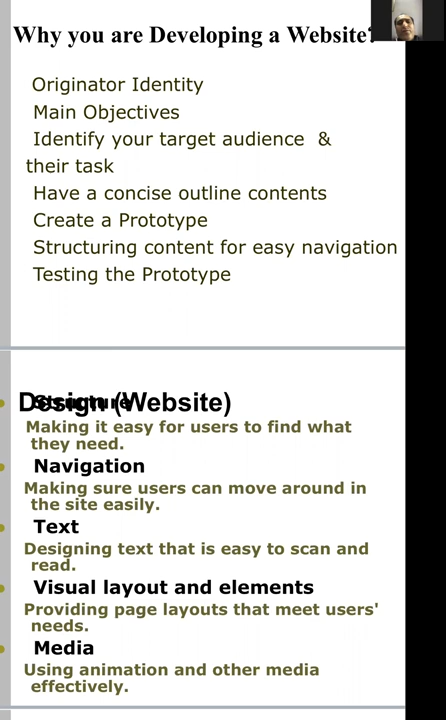 Why you are Developing a Website?
Originator Identity
Main Objectives
Identify your target audience &
their task
Have a concise outline contents
Create a Prototype
Structuring content for easy navigation
Testing the Prototype
Design (Website)
Structure
Making it easy for users to find what
they need.
Navigation
Making sure users can move around in
the site easily.
Text
Designing text that is easy to scan and
read.
Visual layout and elements
Providing page layouts that meet users'
needs.
Media
Using animation and other media
effectively.